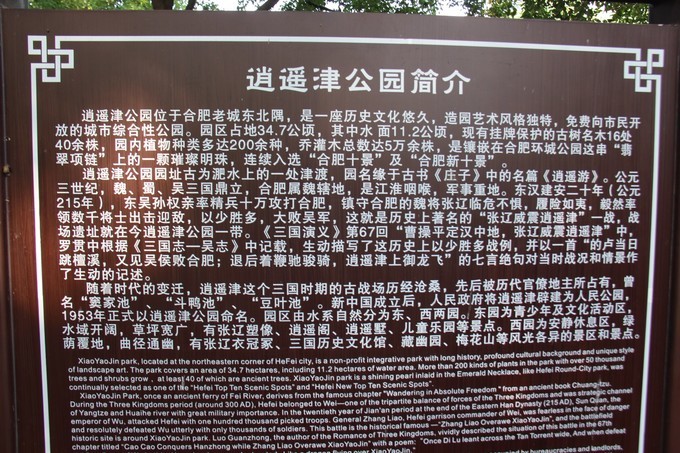 逍遥津公园简介
逍遥津公园位于合肥老城东北隅，是一座历史文化悠久，造园艺术风格独特，免费向市民开
放的城市综合性公园。园区占地34.7公顷，其中水面11.2公顷，现有挂牌保护的古树名木16处
40余株，园内植物种类多达200余种，乔灌木总数达5万余株，是镶嵌在合肥环城公园这串“翡
翠项链”上的一颗璀璨明珠，连续入选“合肥十景”及“合肥新十景”。
逍遥津公园园址古为淝水上的一处津渡，园名缘于古书《庄子》中的名篇《逍遥游》。公元
三世纪，魏、蜀、吴三国鼎立，合肥属魏辖地，是江淮咽喉，军事重地。东汉建安二十年（公元
215年），东吴孙权亲率精兵十万攻打合肥，镇守合肥的魏将张辽临危不惧，履险如夷，毅然率
领数千将士出击迎敌，以少胜多，大败吴军，这就是历史上著名的“张辽威震逍遥津”一战，战
场遗址就在今逍遥津公园一带。《三国演义》第67回“曹操平定汉中地，张辽威震逍遥津”中，
罗贯中根据《三国志—吴志》中记载，生动描写了这历史上以少胜多战例，并以一首“的卢当日
跳檀溪，又见吴侯败合肥；退后着鞭驰骏骑，逍遥津上御龙飞”的七言绝句对当时战况和情景作
了生动的记述。
随着时代的变迁，逍遥津这个三国时期的古战场历经沧桑，先后被历代官僚地主所占有，曾
名“窦家池”、“斗鸭池”、“豆叶池”。新中国成立后，人民政府将逍遥津辟建为人民公园，
1953年正式以逍遥津公园命名。园区由水系自然分为东、西两园。东园为青少年及文化活动区，
水域开阔，草坪宽广，有张辽塑像、逍遥阁、逍遥墅、儿童乐园等景点。西园为安静休息区，绿
荫覆地，曲径通幽，有张辽衣冠冢、三国历史文化馆、藏幽园、梅花山等风光各异的景区和景点。
XiaoYaoJin park, located at the northeastern corner of HeFei city, is a non-profit integrative park with long history, profound cultural background and unique style
of landscape art. The park covers an area of 34.7 hectares, including 11.2 hectares of water area. More than 200 kinds of plants in the park with over 50 thousand
trees and shrubs grow , at least 40 of which are ancient trees. XiaoYaoJin park is a shining pearl inlaid in the Emerald Necklace, like Hefei Round-City park, was
continually selected as one of the "Hefei Top Ten Scenic Spots" and "Hefei New Top Ten Scenic Spots".
XiaoYaoJin Park, once an ancient ferry of Fei River, derives from the famous chapter "Wandering in Absolute Freedom " from an ancient book Chuang-tzu.
During the Three Kingdoms period (around 300 AD), Hefei belonged to Wei—one of the tripartite balance of forces of the Three Kingdoms and was strategic channel
of Yangtze and Huaihe river with great military importance. In the twentieth year of Jian'an period at the end of Eastern Han Dynasty (215 AD), Sun Quan, the
emperor of Wu, attacked Hefei with one hundred thousand picked troops. General Zhang Liao, Hefei garrison commander of Wei, was fearless in the face of danger
and resolutely defeated Wu utterly with only thousands of soldiers. This battle is the historical famous —"Zhang Liao Overawe XiaoYaoJin", and the battlefield
historic site is around XiaoYaoJin park. Luo Guanzhong, the author of the Romance of Three Kingdoms, vividly described the situation of this battle in the 67th
chapter titled "Cao Cao Conquers Hanzhong while Zhang Liao Overawe XiaoYaoJin" with a poem: "Once Di Lu leant across the Tan Torrent wide, And when defeat